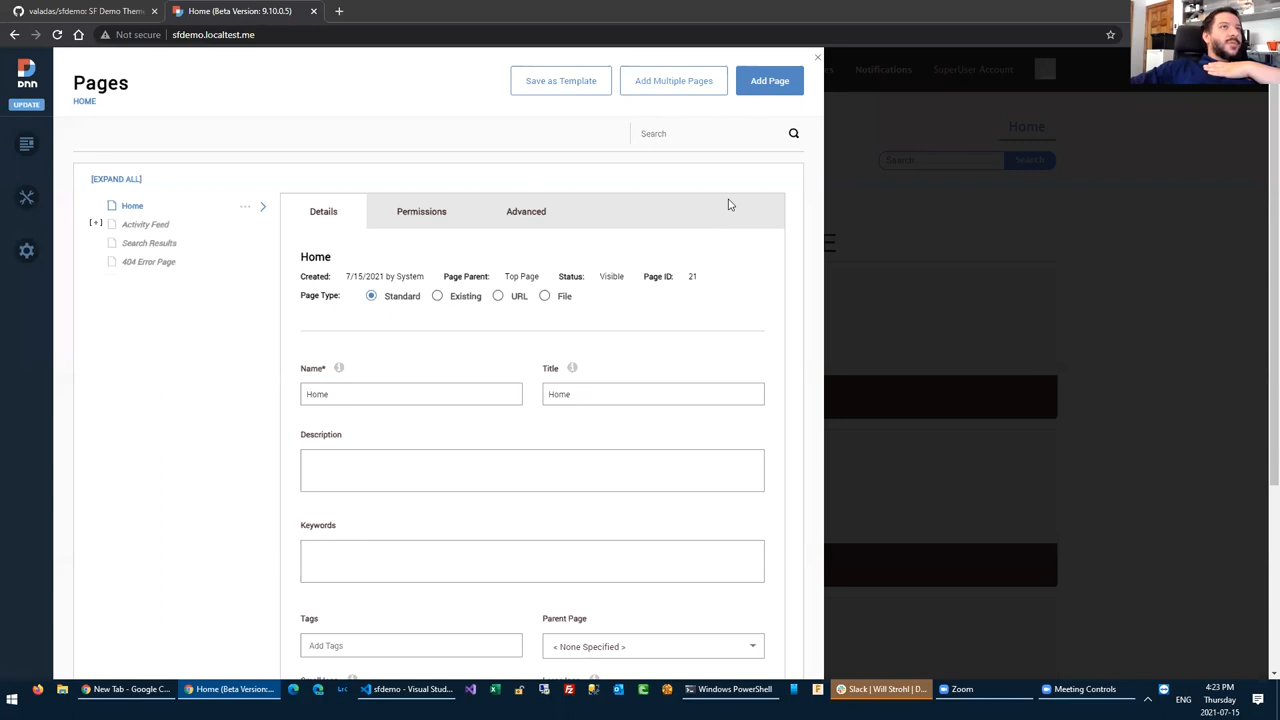 valadas/sfdemo: SF Demo Them
Home (Beta Version: 9.10.0.5)
Not secure
sfdemo.localtest.me
dnn
UPDATE
Pages
HOME
Save as Template
Add Multiple Pages
Add Page
Notifications
SuperUser Account
Home
Search
Search...
Search
[EXPAND ALL]
Home
Activity Feed
Search Results
404 Error Page
Details
Permissions
Advanced
Home
Created: 7/15/2021 by System Page Parent: Top Page Status: Visible Page ID: 21
Page Type: Standard Existing URL File
Name*
Title
Home
Home
Description
Keywords
Tags
Parent Page
Add Tags
< None Specified >
New Tab - Google C...
Home (Beta Version:...
sfdemo - Visual Stud...
Windows PowerShell
Slack | Will Strohl | D...
Zoom
Meeting Controls
ENG
4:23 PM
Thursday
2021-07-15